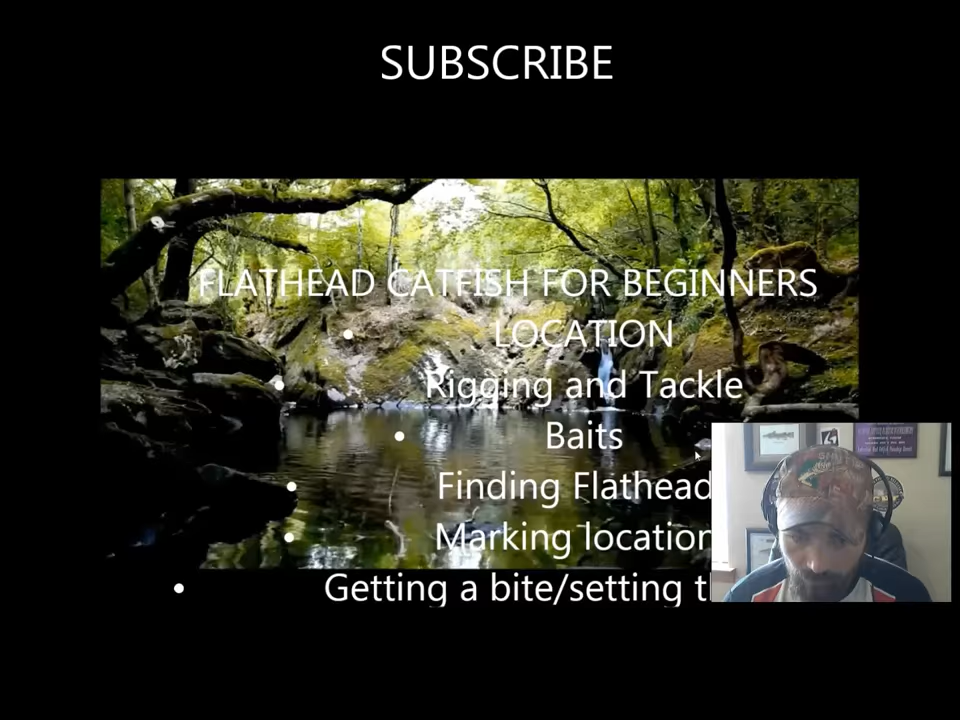 SUBSCRIBE
FLATHEAD CATFISH FOR BEGINNERS
• LOCATION
• Rigging and Tackle
• Baits
• Finding Flathead
• Marking location
• Getting a bite/setting